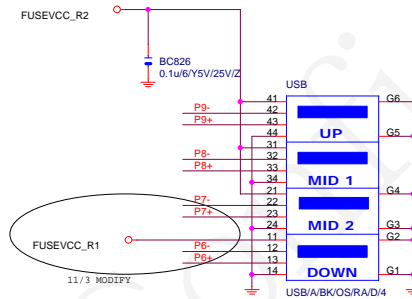 FUSEVCC_R2
BC826
0.1u/6/Y5V/25V/Z
USB
41
G6
P9-
42
P9+
43
44
G5
UP
31
P8-
32
P8+
33
34
MID 1
21
G4
P7-
22
P7+
23
24
G3
MID 2
FUSEVCC_R1
11
G2
P6-
12
P6+
13
14
G1
DOWN
11/3 MODIFY
USB/A/BK/OS/RA/D/4